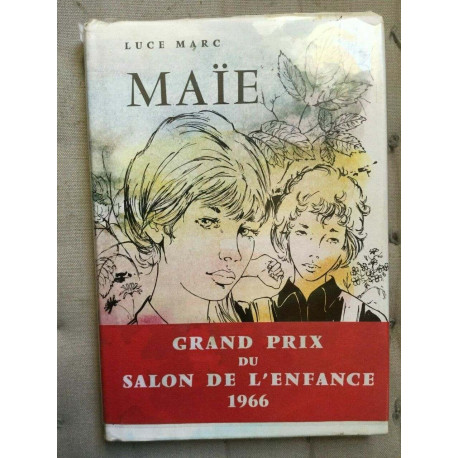 LUCE MARC
MAÏE
GRAND PRIX
DU
SALON DE L'ENFANCE
1966